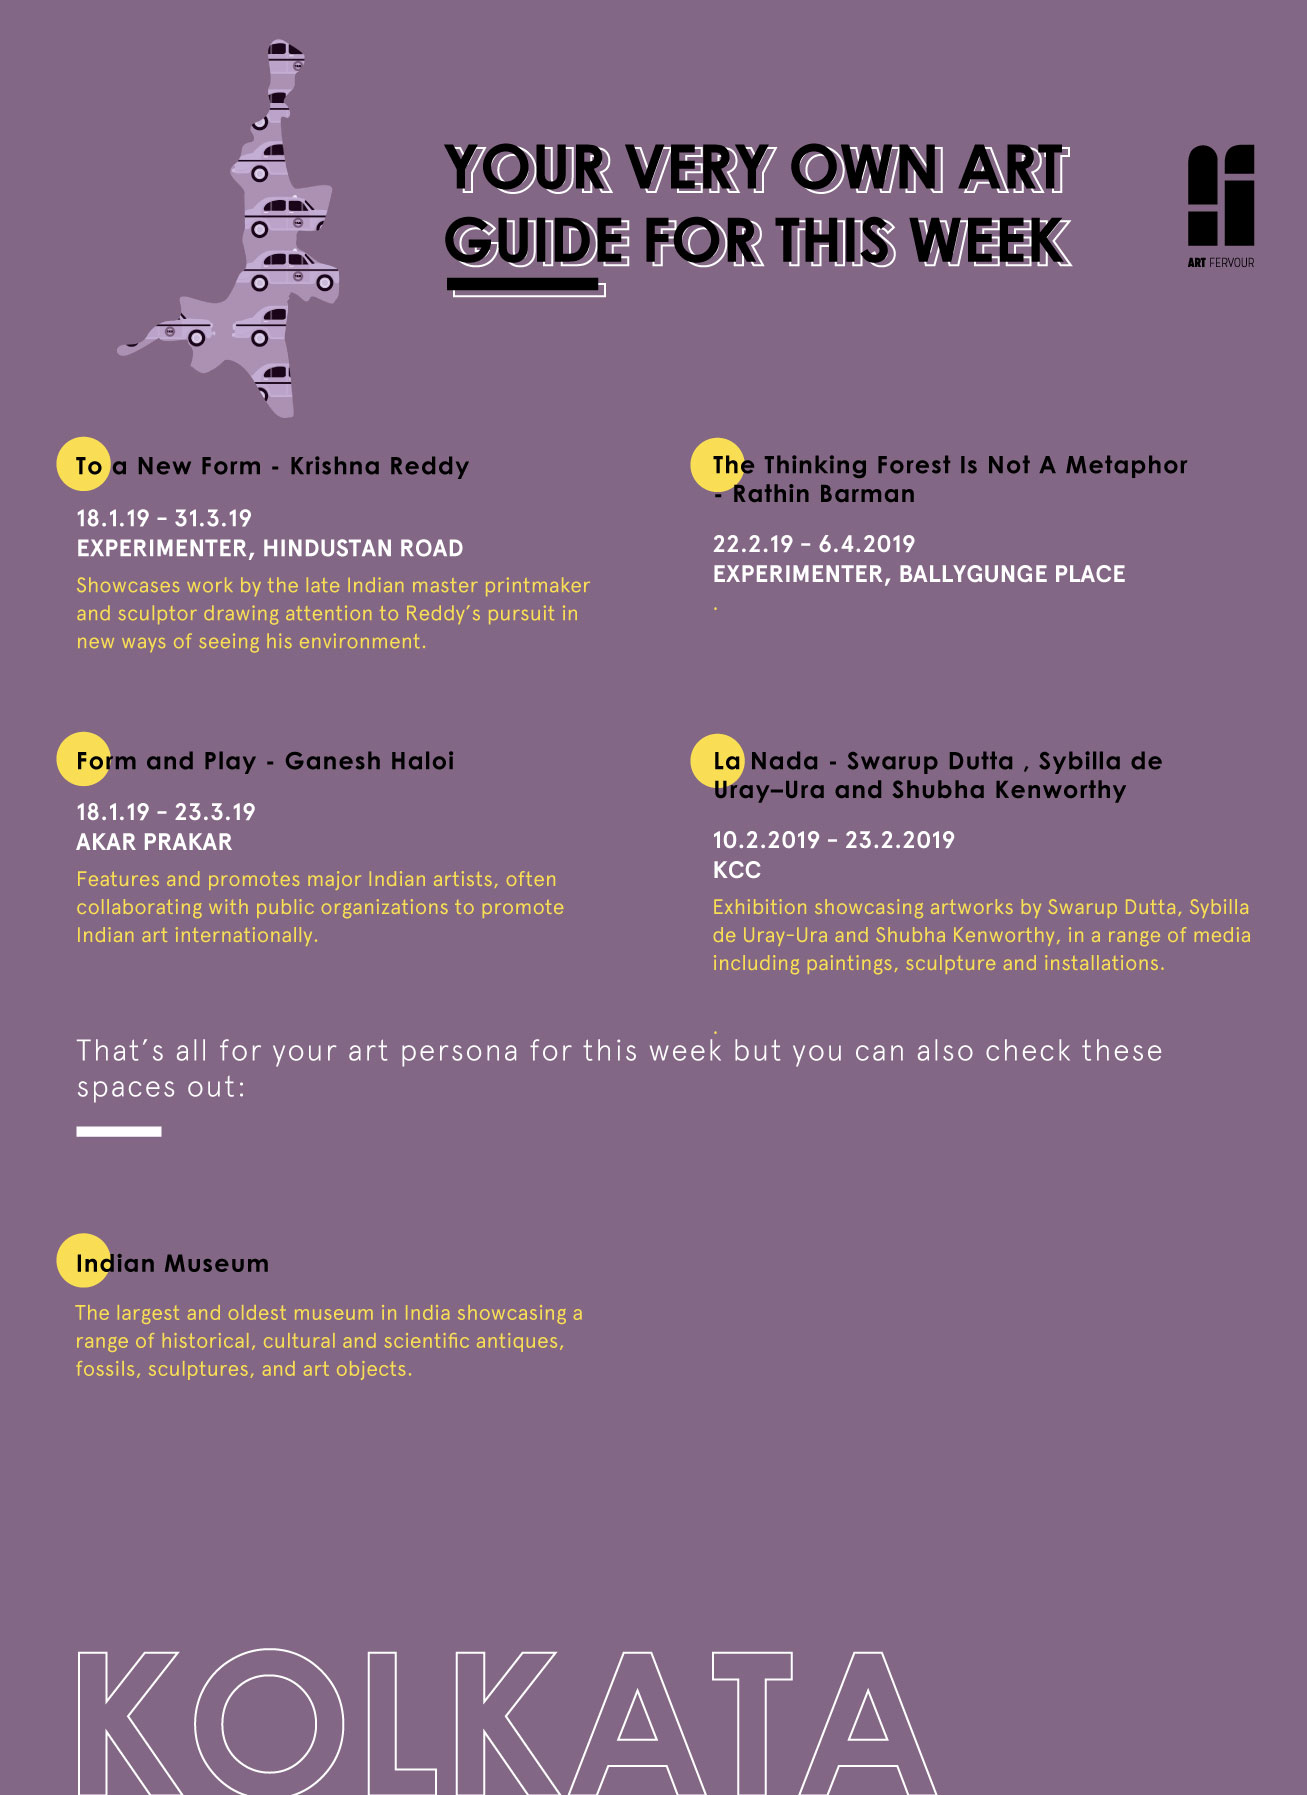 YOUR VERY OWN ART
GUIDE FOR THIS WEEK
ART FERVOUR
To a New Form - Krishna Reddy
18.1.19 - 31.3.19
EXPERIMENTER, HINDUSTAN ROAD
Showcases work by the late Indian master printmaker
and sculptor drawing attention to Reddy's pursuit in
new ways of seeing his environment.
The Thinking Forest Is Not A Metaphor
- Rathin Barman
22.2.19 - 6.4.2019
EXPERIMENTER, BALLYGUNGE PLACE
.
Form and Play - Ganesh Haloi
18.1.19 - 23.3.19
AKAR PRAKAR
Features and promotes major Indian artists, often
collaborating with public organizations to promote
Indian art internationally.
La Nada - Swarup Dutta , Sybilla de
Uray–Ura and Shubha Kenworthy
10.2.2019 - 23.2.2019
KCC
Exhibition showcasing artworks by Swarup Dutta, Sybilla
de Uray-Ura and Shubha Kenworthy, in a range of media
including paintings, sculpture and installations.
.
That's all for your art persona for this week but you can also check these
spaces out:
Indian Museum
The largest and oldest museum in India showcasing a
range of historical, cultural and scientific antiques,
fossils, sculptures, and art objects.
KOLKATA